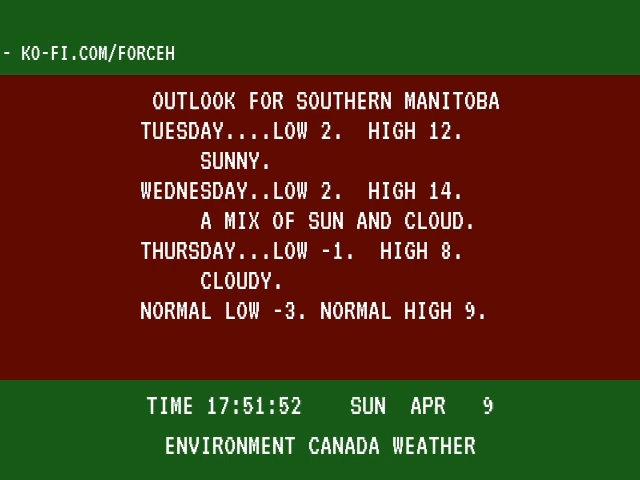 - KO-FI.COM/FORCEH
OUTLOOK FOR SOUTHERN MANITOBA
TUESDAY....LOW 2.  HIGH 12.
SUNNY.
WEDNESDAY..LOW 2.  HIGH 14.
A MIX OF SUN AND CLOUD.
THURSDAY...LOW -1.  HIGH 8.
CLOUDY.
NORMAL LOW -3. NORMAL HIGH 9.
TIME 17:51:52    SUN  APR   9
ENVIRONMENT CANADA WEATHER